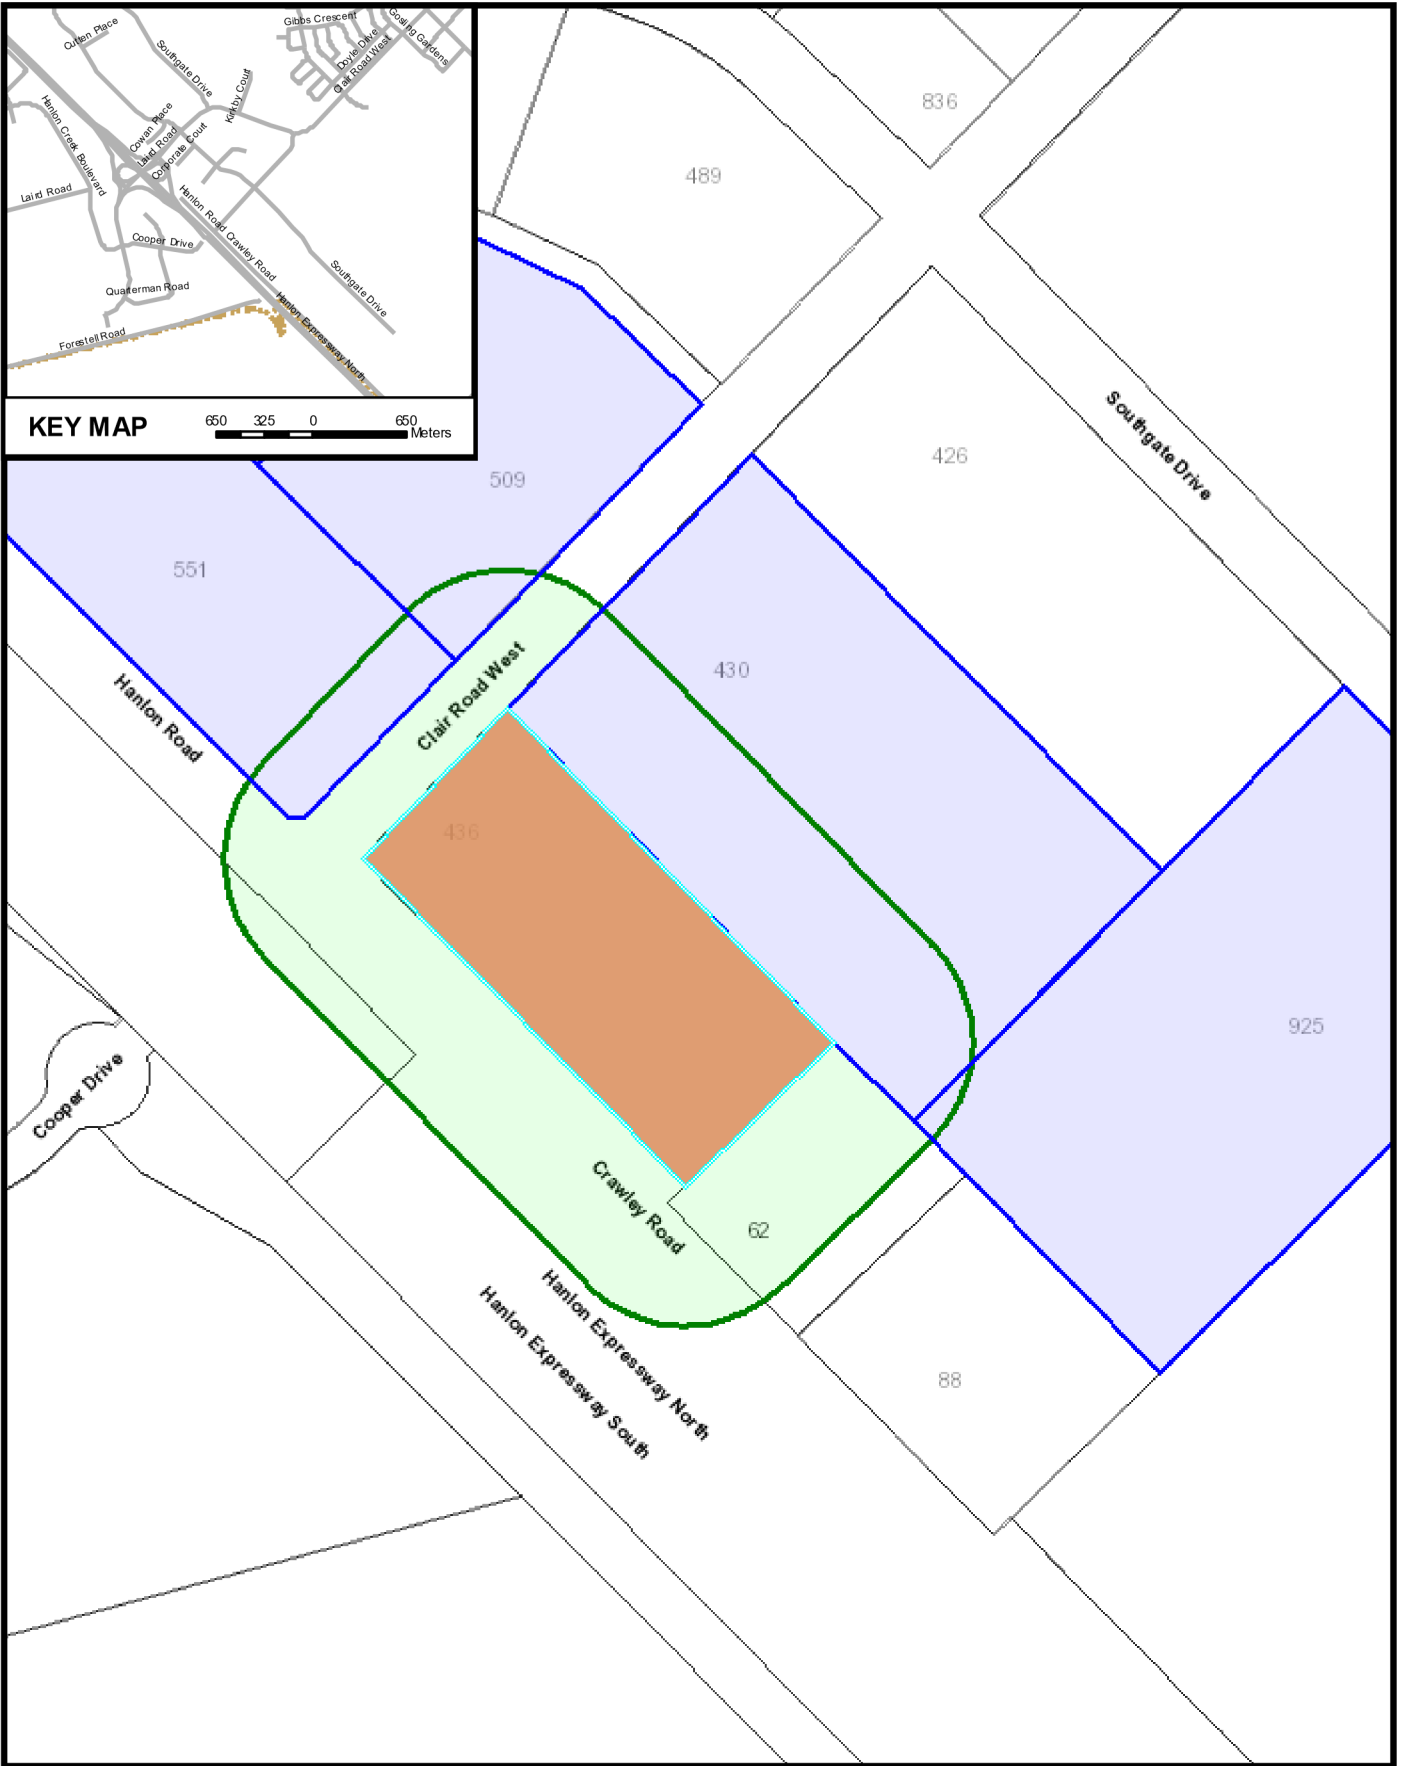 Gibbs Crescent
Gosling Gardens
Cutten Place
Southgate Drive
Doyle Drive
Clair Road West
Kirkby Court
Hanlon Creek Boulevard
Cowan Place
Laird Road
Corporate Court
Laird Road
Hanlon Road Crawley Road
Cooper Drive
Southgate Drive
Quarterman Road
Hanlon Expressway North
Forestell Road
KEY MAP
650 325 0 650
Meters
836
489
Southgate Drive
426
509
551
430
Clair Road West
Hanlon Road
436
925
Cooper Drive
Crawley Road
62
Hanlon Expressway North
Hanlon Expressway South
88